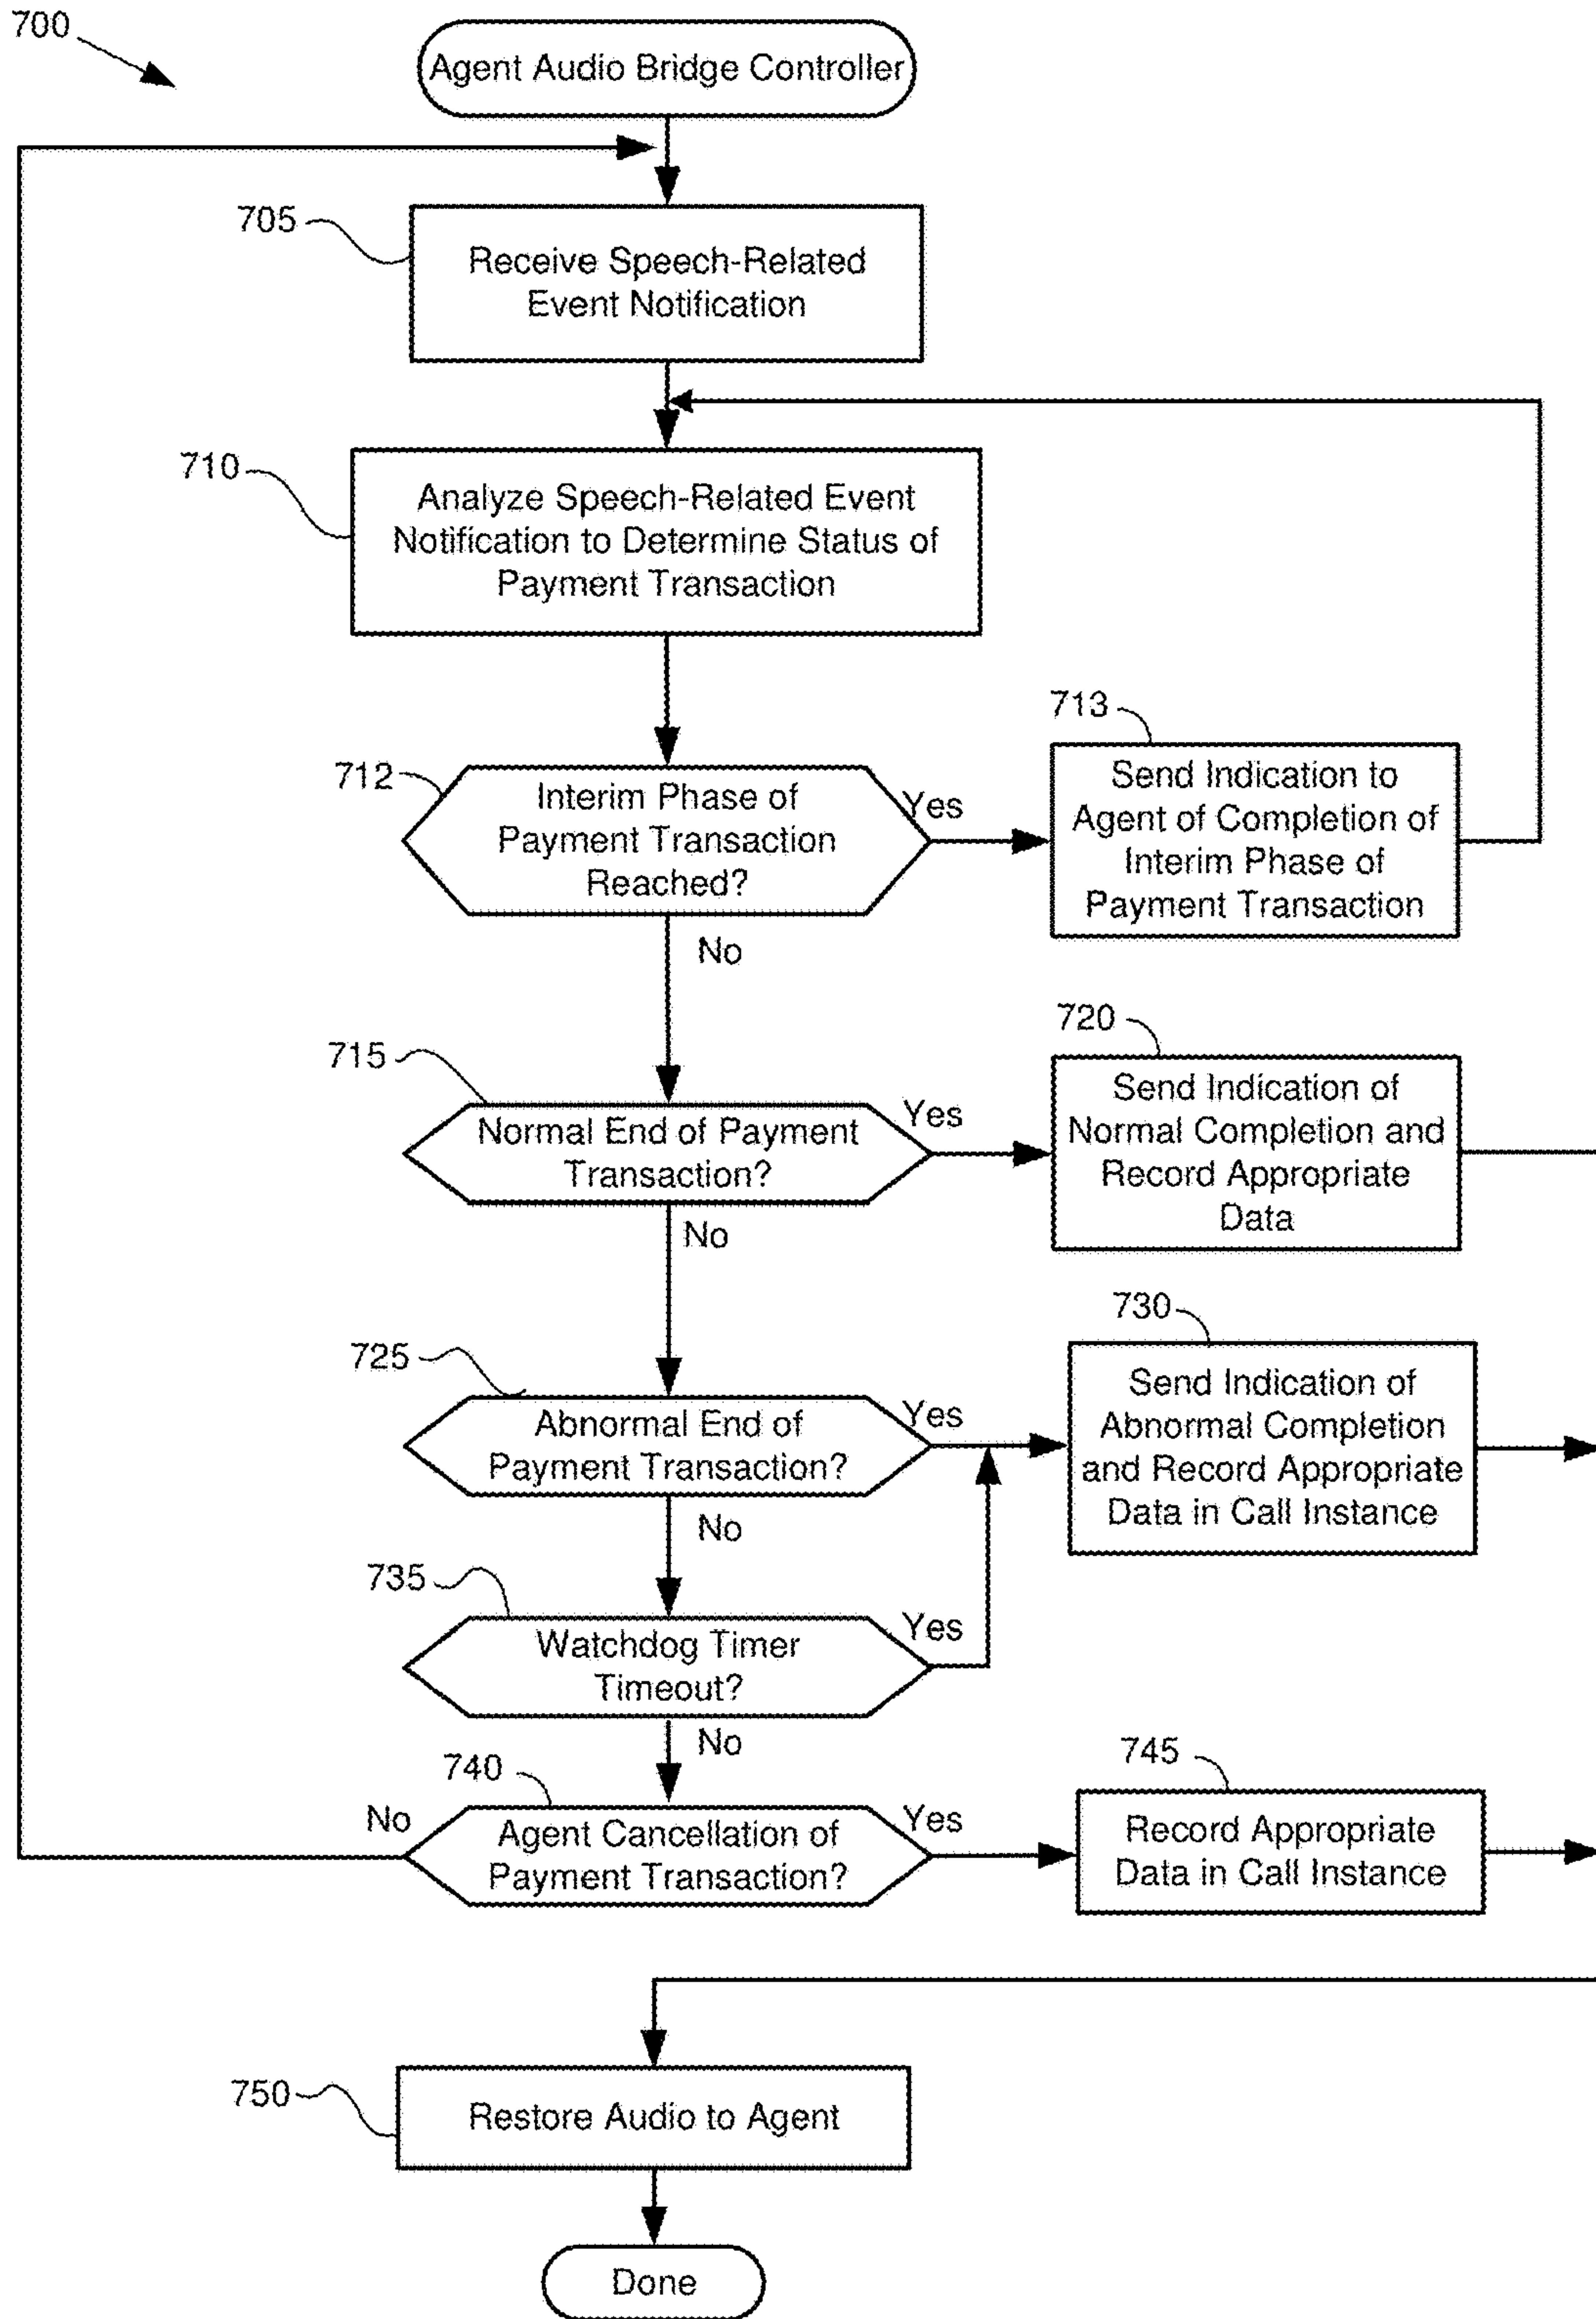 700
Agent Audio Bridge Controller
705
Receive Speech-Related
Event Notification
710
Analyze Speech-Related Event
Notification to Determine Status of
Payment Transaction
712
Interim Phase of
Payment Transaction
Reached?
Yes
713
Send Indication to
Agent of Completion of
Interim Phase of
Payment Transaction
No
715
Normal End of Payment
Transaction?
Yes
720
Send Indication of
Normal Completion and
Record Appropriate
Data
No
725
Abnormal End of
Payment Transaction?
Yes
730
Send Indication of
Abnormal Completion
and Record Appropriate
Data in Call Instance
No
735
Watchdog Timer
Timeout?
Yes
No
740
Agent Cancellation of
Payment Transaction?
No
Yes
745
Record Appropriate
Data in Call Instance
750
Restore Audio to Agent
Done